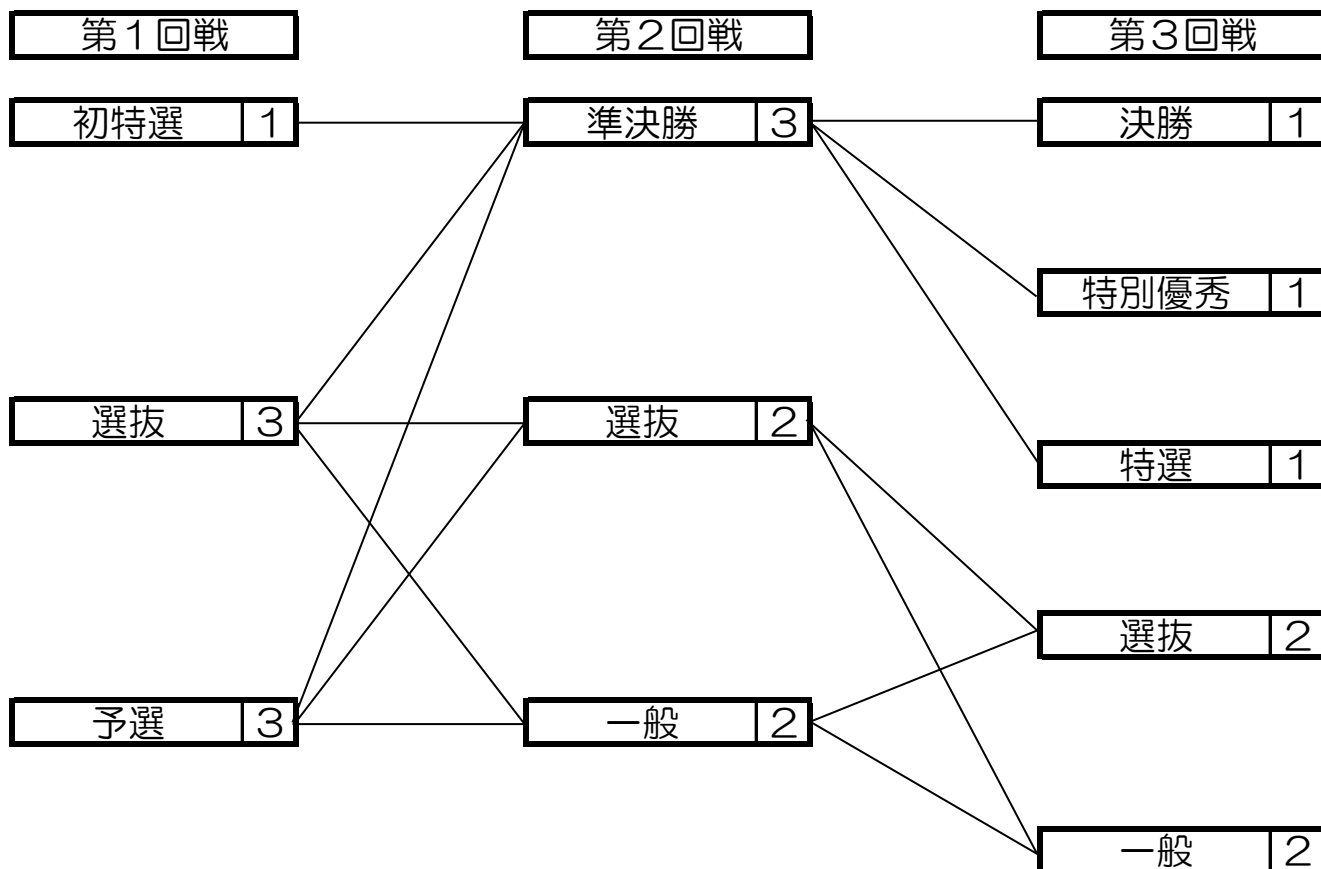 第１回戦 第２回戦 第３回戦
初特選 １ 準決勝 ３ 決勝 １
特別優秀 １
選抜 ３ 選抜 ２
特選 １
選抜 ２
予選 ３ 一般 ２
一般 ２